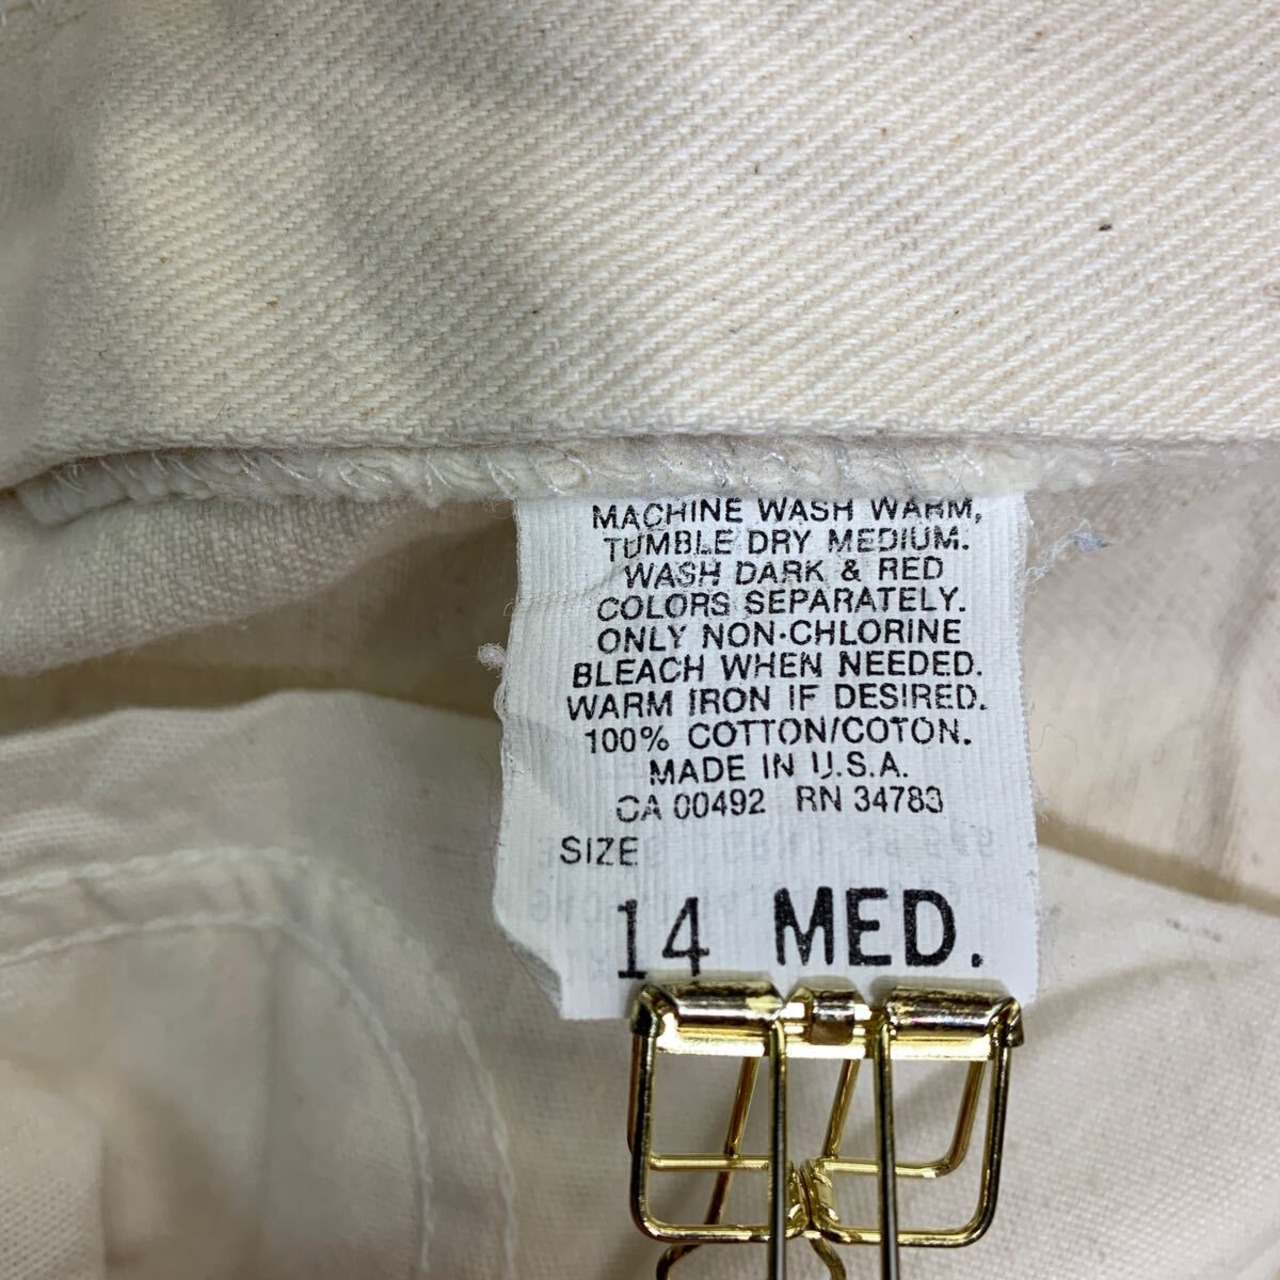 MACHINE WASH WARM,
TUMBLE DRY MEDIUM.
WASH DARK & RED
COLORS SEPARATELY.
ONLY NON-CHLORINE
BLEACH WHEN NEEDED.
WARM IRON IF DESIRED.
100% COTTON/COTON.
MADE IN U.S.A.
CA 00492 RN 34783
SIZE
14 MED.